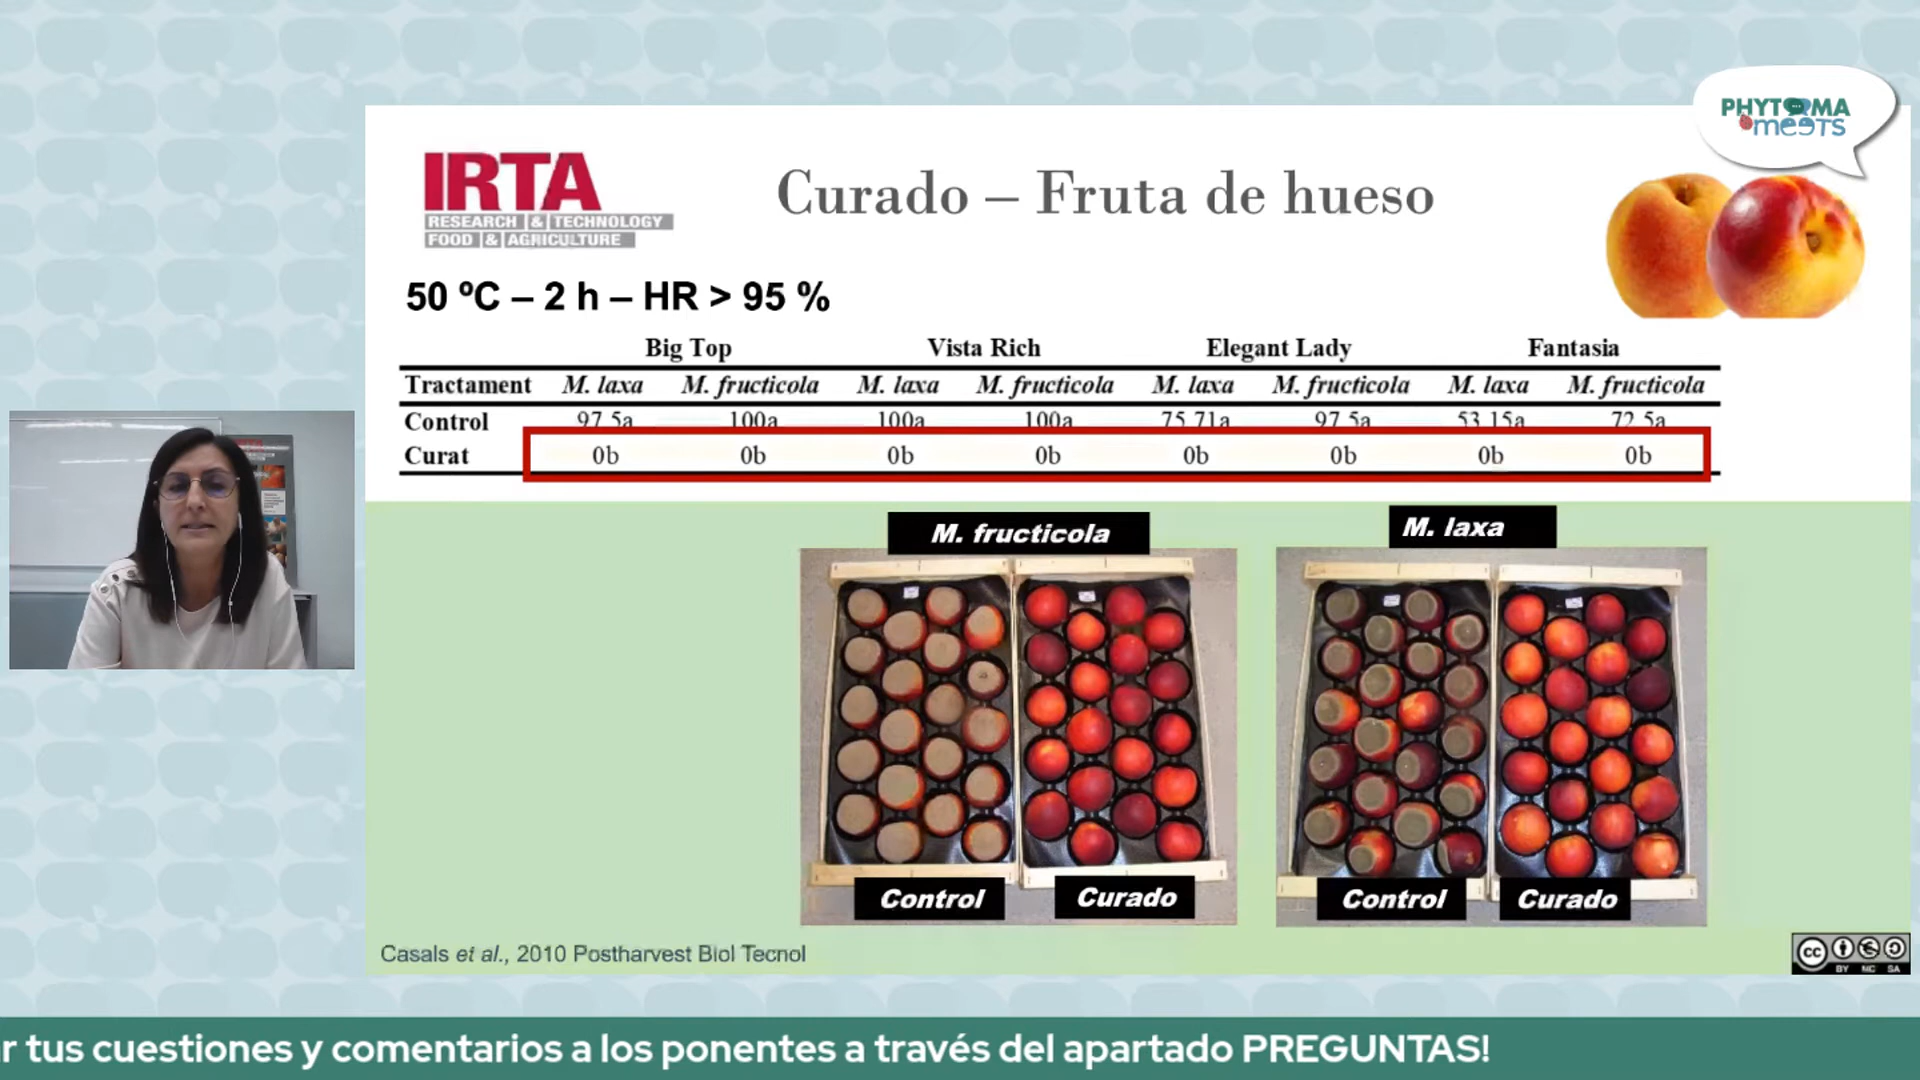 PHYTOMA
meets
IRTA
RESEARCH & TECHNOLOGY
FOOD & AGRICULTURE
Curado – Fruta de hueso
50 ºC – 2 h – HR > 95 %
Big Top Vista Rich Elegant Lady Fantasia
Tractament M. laxa M. fructicola M. laxa M. fructicola M. laxa M. fructicola M. laxa M. fructicola
Control 97.5a 100a 100a 100a 75.71a 97.5a 53.15a 72.5a
Curat 0b 0b 0b 0b 0b 0b 0b 0b
M. fructicola M. laxa
Control Curado Control Curado
Casals et al., 2010 Postharvest Biol Tecnol
CC BY NC SA
r tus cuestiones y comentarios a los ponentes a través del apartado PREGUNTAS!